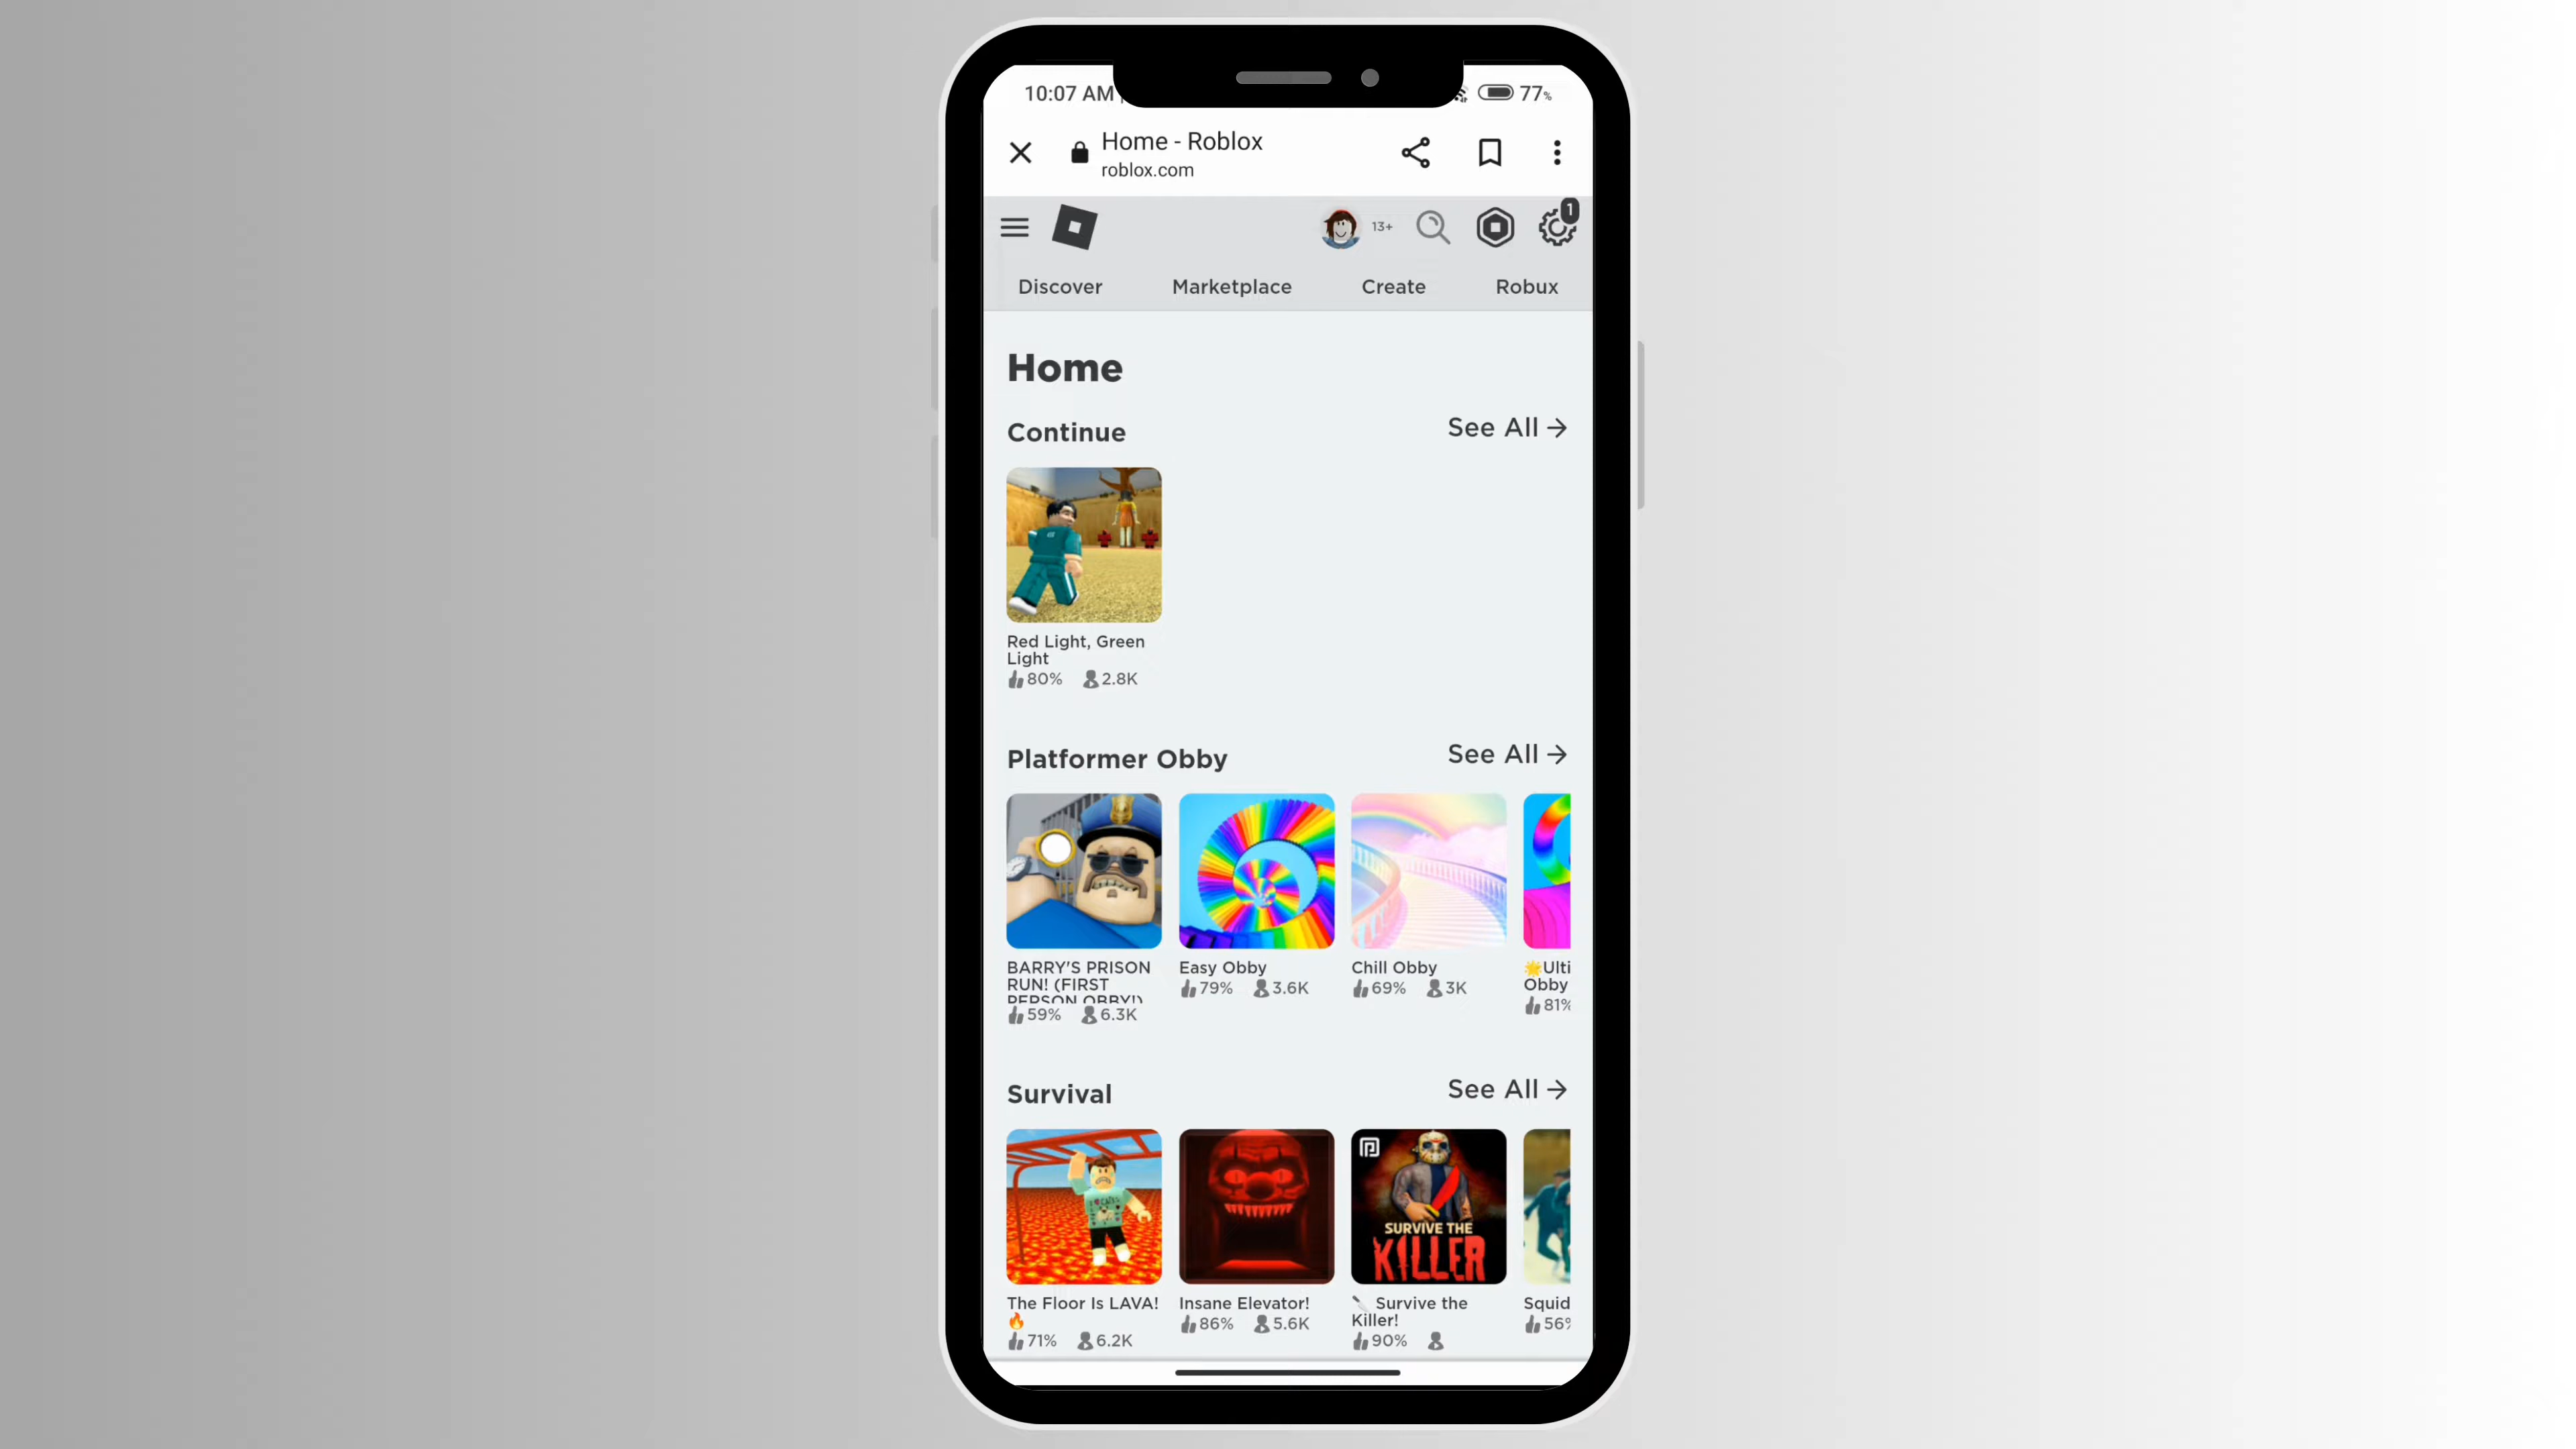 10:07 AM
77%
Home - Roblox
roblox.com
13+
1
Discover Marketplace Create Robux
Home
Continue See All →
Red Light, Green
Light
80% 2.8K
Platformer Obby See All →
BARRY'S PRISON
RUN! (FIRST
PERSON OBBY!)
59% 6.3K
Easy Obby
79% 3.6K
Chill Obby
69% 3K
Ulti
Obby
81%
Survival See All →
SURVIVE THE
KILLER
The Floor Is LAVA!
71% 6.2K
Insane Elevator!
86% 5.6K
Survive the
Killer!
90%
Squid
56%